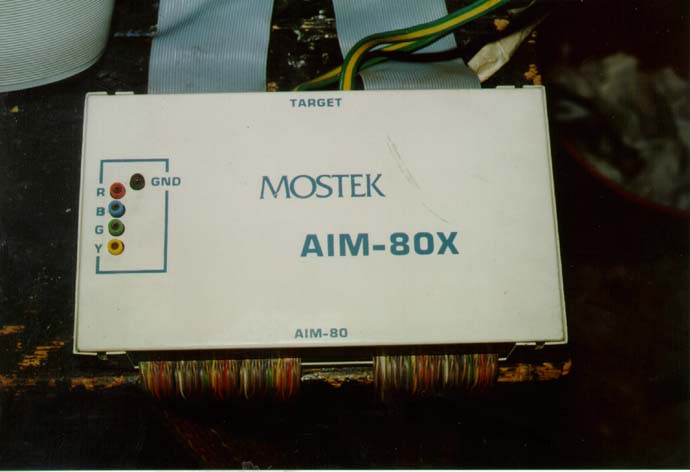 TARGET
GND
R
B
G
Y
MOSTEK
AIM-80X
AIM-80